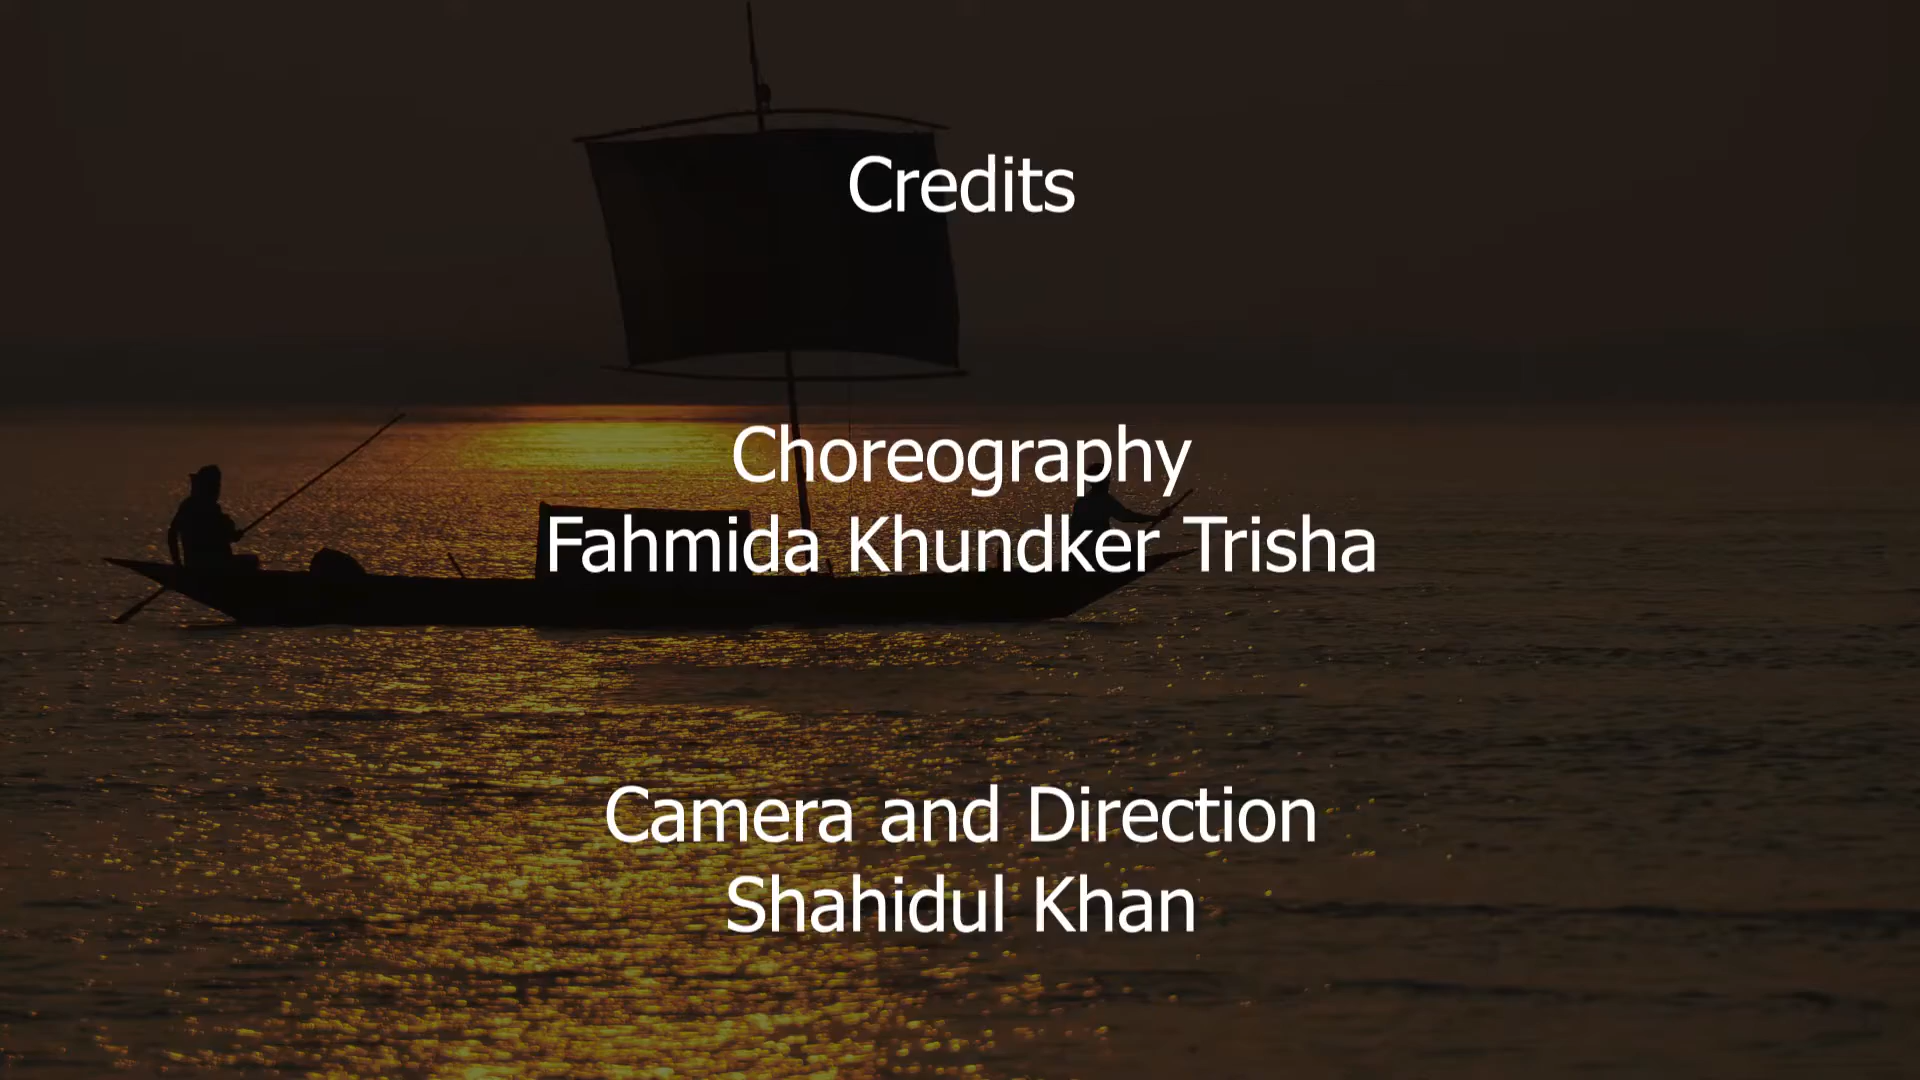 Credits
Choreography
Fahmida Khundker Trisha
Camera and Direction
Shahidul Khan